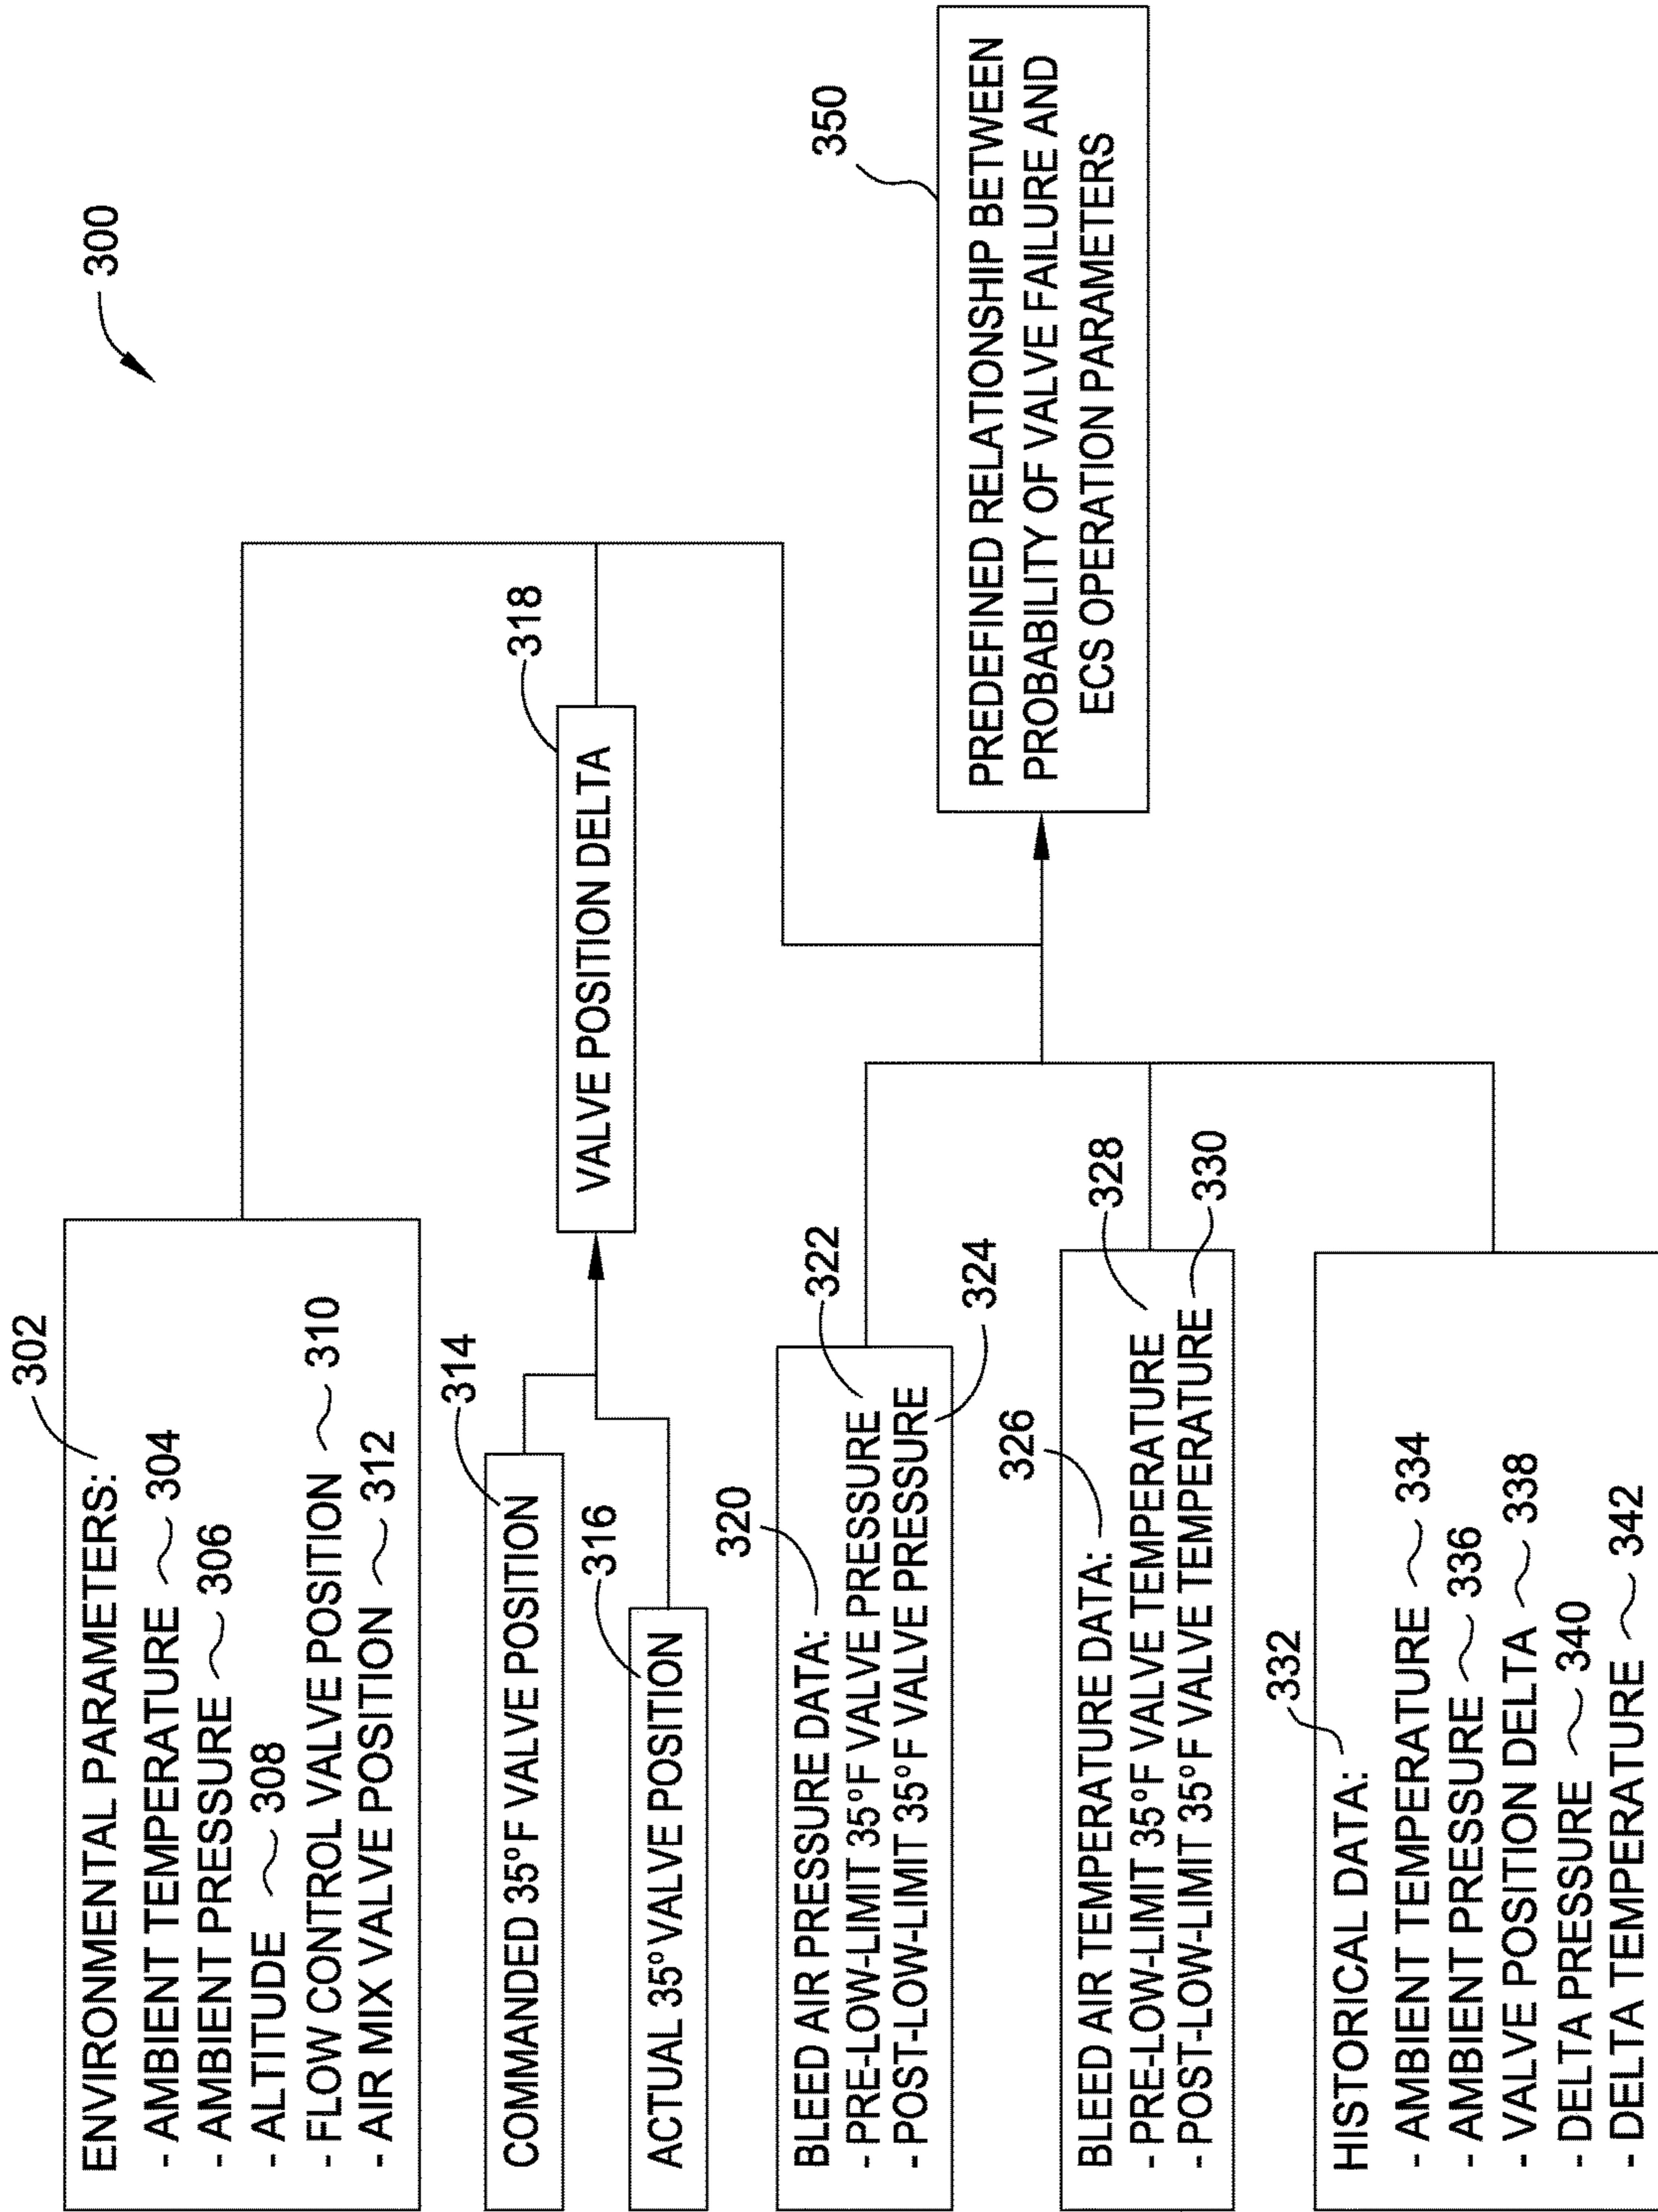 300
302
ENVIRONMENTAL PARAMETERS:
- AMBIENT TEMPERATURE ~ 304
- AMBIENT PRESSURE ~ 306
- ALTITUDE ~ 308
- FLOW CONTROL VALVE POSITION ~ 310
- AIR MIX VALVE POSITION ~ 312
314
COMMANDED 35°F VALVE POSITION
316
ACTUAL 35° VALVE POSITION
318
VALVE POSITION DELTA
320
BLEED AIR PRESSURE DATA:
- PRE-LOW-LIMIT 35°F VALVE PRESSURE 322
- POST-LOW-LIMIT 35°F VALVE PRESSURE 324
326
BLEED AIR TEMPERATURE DATA:
- PRE-LOW-LIMIT 35°F VALVE TEMPERATURE 328
- POST-LOW-LIMIT 35°F VALVE TEMPERATURE ~ 330
332
HISTORICAL DATA:
- AMBIENT TEMPERATURE ~ 334
- AMBIENT PRESSURE ~ 336
- VALVE POSITION DELTA ~ 338
- DELTA PRESSURE ~ 340
- DELTA TEMPERATURE ~ 342
350
PREDEFINED RELATIONSHIP BETWEEN
PROBABILITY OF VALVE FAILURE AND
ECS OPERATION PARAMETERS